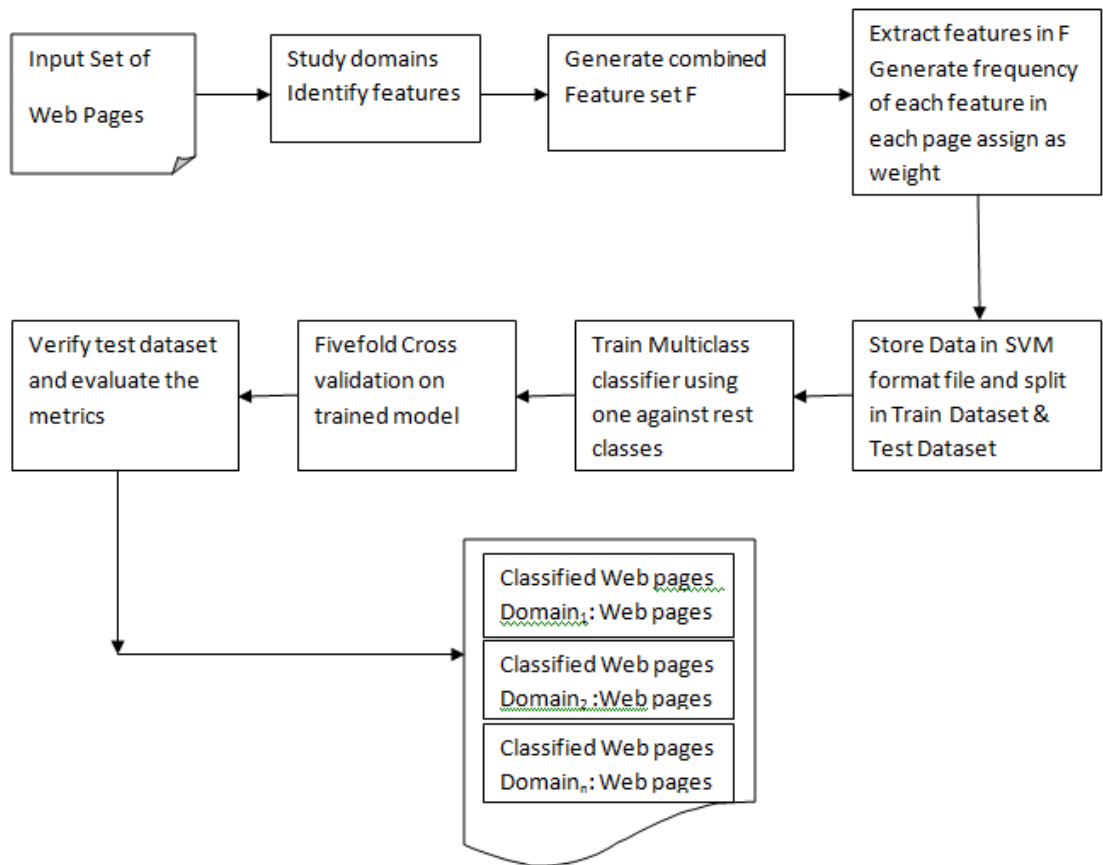 Input Set of
Web Pages
Study domains
Identify features
Generate combined
Feature set F
Extract features in F
Generate frequency
of each feature in
each page assign as
weight
Store Data in SVM
format file and split
in Train Dataset &
Test Dataset
Train Multiclass
classifier using
one against rest
classes
Fivefold Cross
validation on
trained model
Verify test dataset
and evaluate the
metrics
Classified Web pages
Domain₁: Web pages
Classified Web pages
Domain₂ :Web pages
Classified Web pages
Domainₙ: Web pages